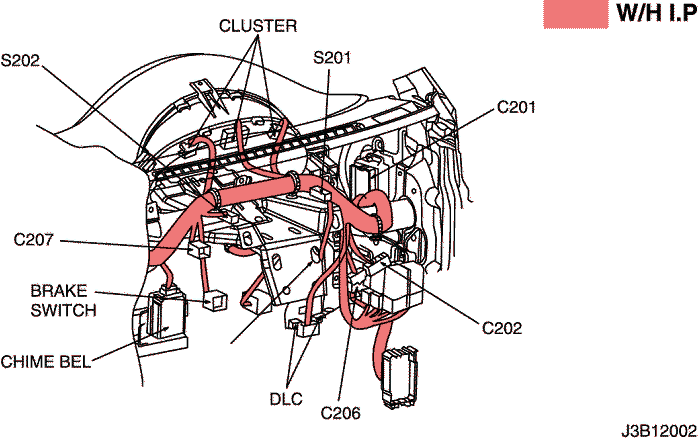 W/H I.P
CLUSTER
S202
S201
C201
C207
BRAKE
SWITCH
C202
CHIME BEL
DLC
C206
J3B12002